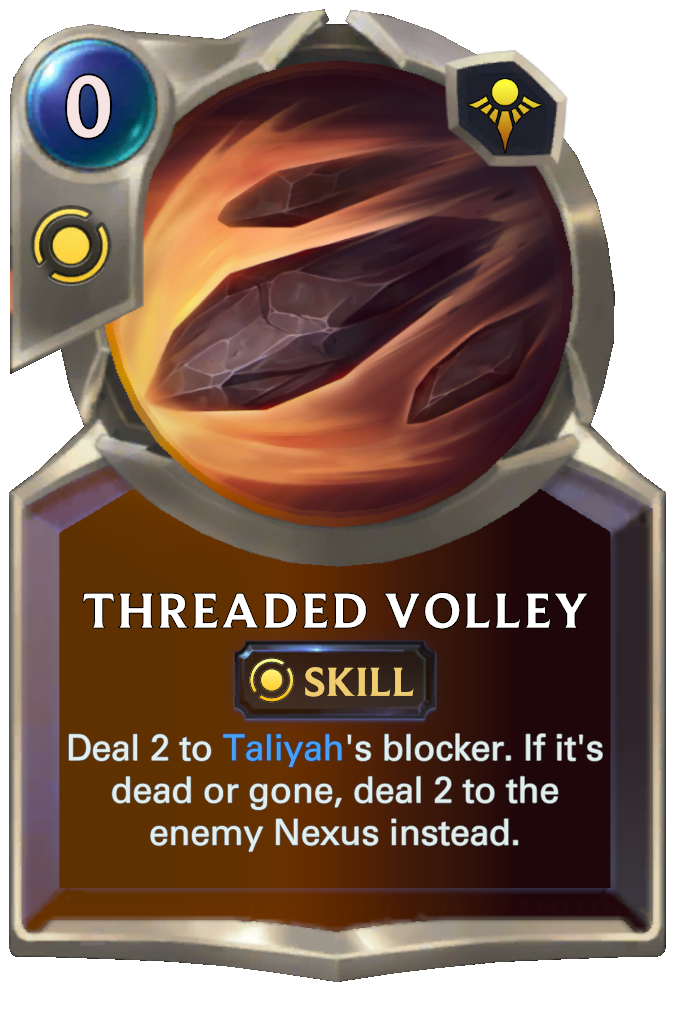 0
THREADED VOLLEY
SKILL
Deal 2 to Taliyah's blocker. If it's
dead or gone, deal 2 to the
enemy Nexus instead.